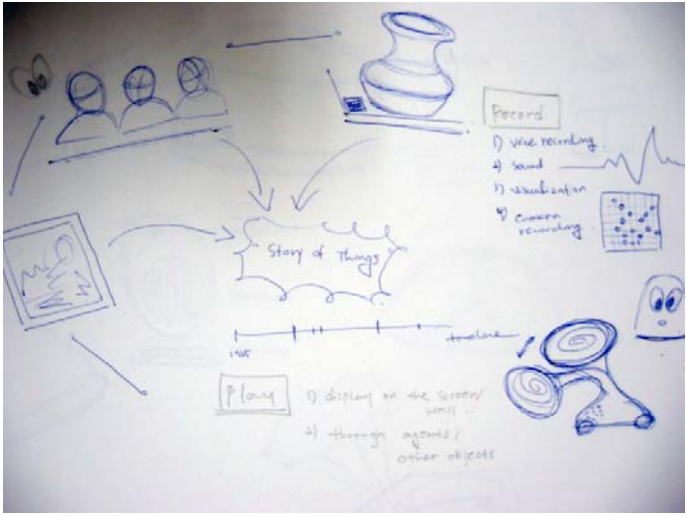 Record
1) voice recording
2) sound
3) visualization
4) camera
recording.
Story of Things
timeline
Play
1) display on the screen/
wall
2) through agents/
other objects